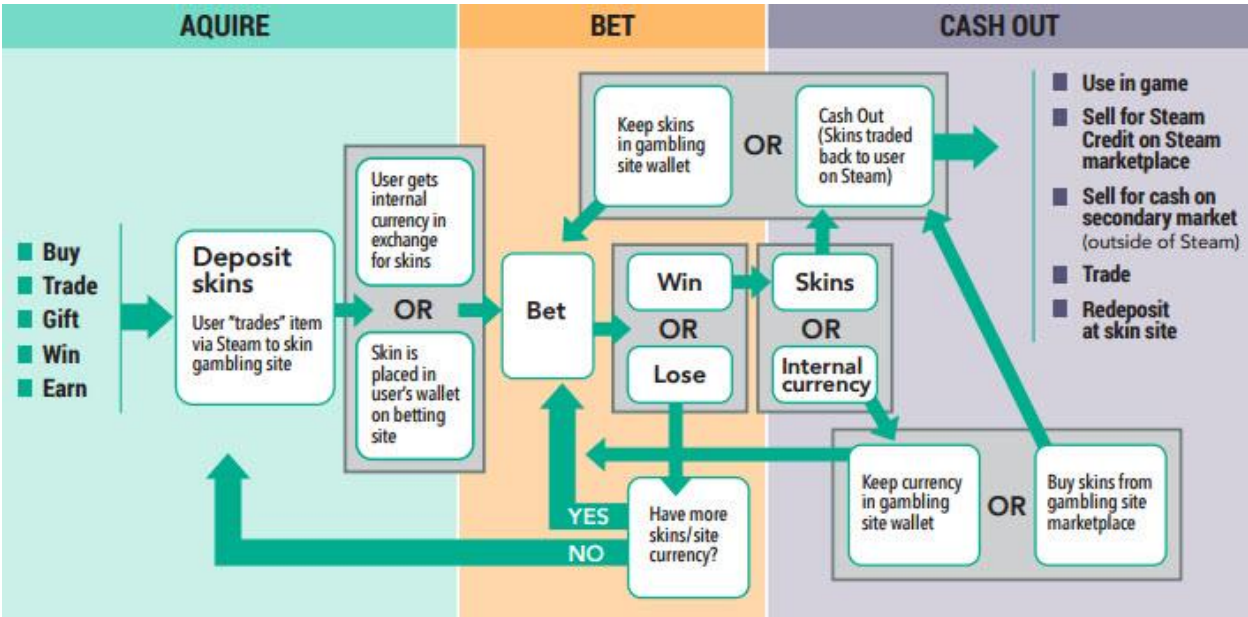 AQUIRE
BET
CASH OUT
Buy
Trade
Gift
Win
Earn
Deposit
skins
User "trades" item
via Steam to skin
gambling site
User gets
internal
currency in
exchange
for skins
OR
Skin is
placed in
user's wallet
on betting
site
Bet
Keep skins
in gambling
site wallet
OR
Cash Out
(Skins traded
back to user
on Steam)
Win
OR
Lose
Skins
OR
Internal
currency
YES
NO
Have more
skins/site
currency?
Keep currency
in gambling
site wallet
OR
Buy skins from
gambling site
marketplace
Use in game
Sell for Steam
Credit on Steam
marketplace
Sell for cash on
secondary market
(outside of Steam)
Trade
Redeposit
at skin site